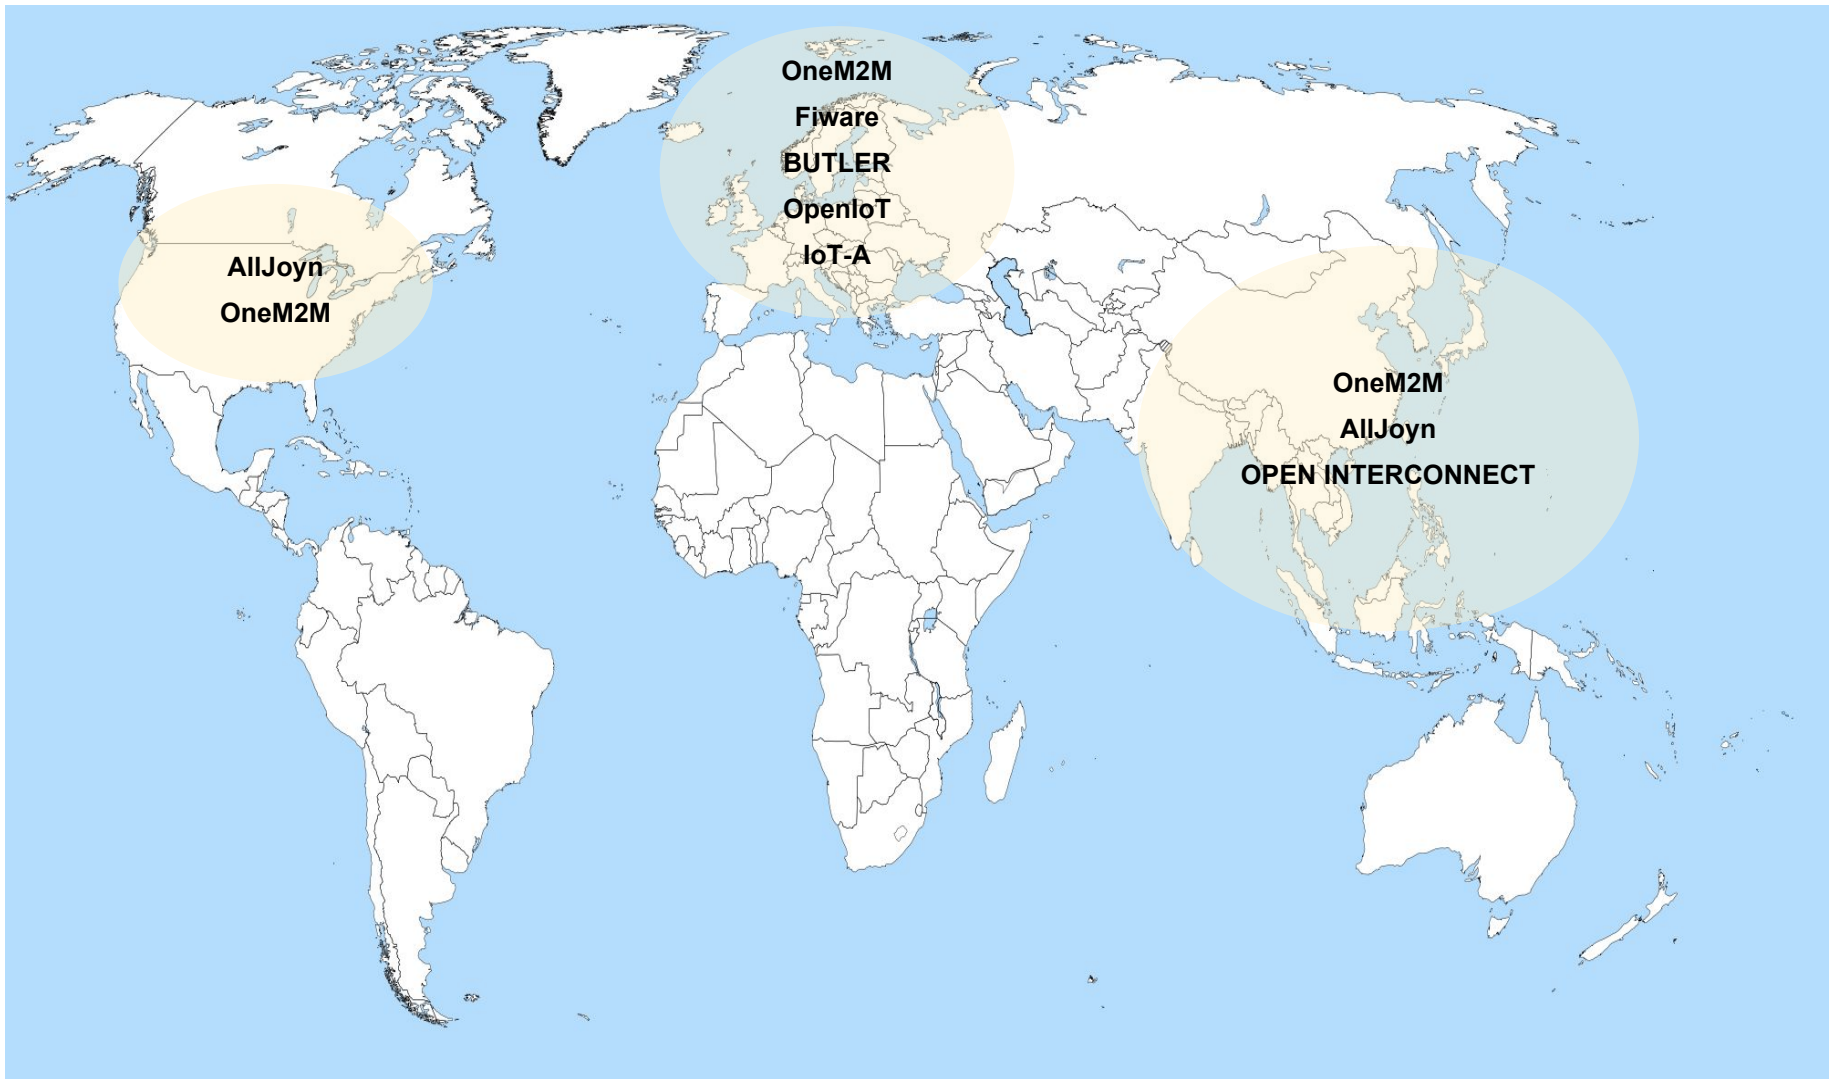 OneM2M
Fiware
BUTLER
OpenIoT
IoT-A
AllJoyn
OneM2M
OneM2M
AllJoyn
OPEN INTERCONNECT